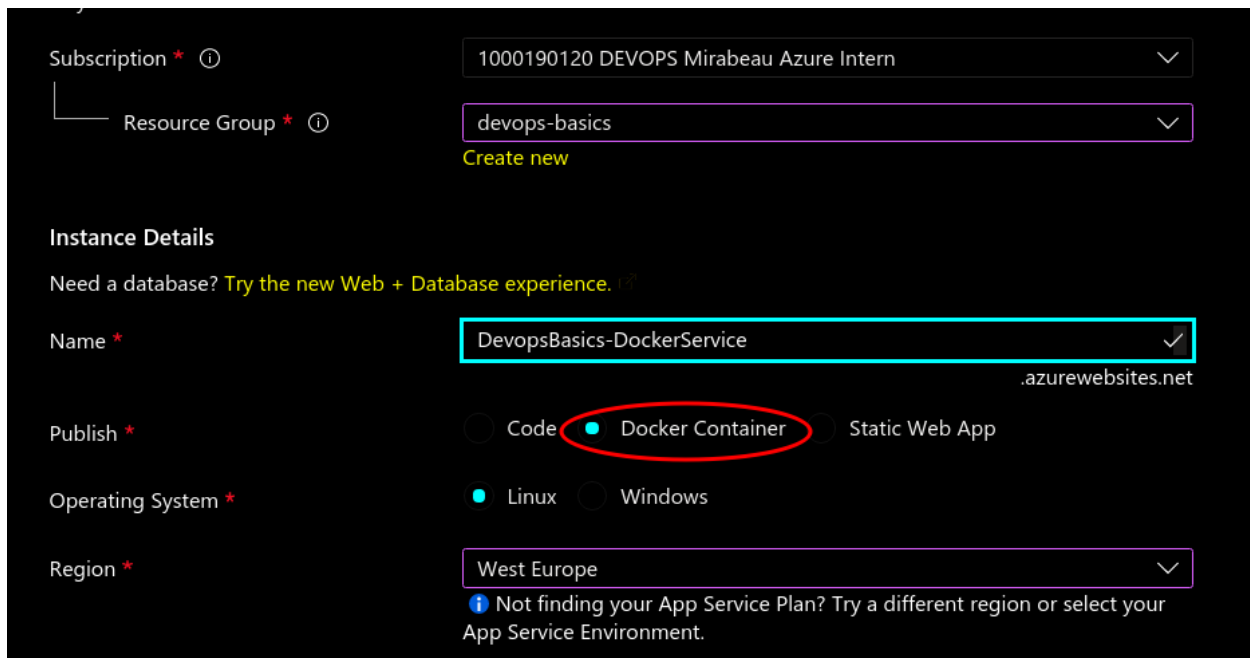 Subscription *
1000190120 DEVOPS Mirabeau Azure Intern
Resource Group *
devops-basics
Create new
Instance Details
Need a database? Try the new Web + Database experience.
Name *
DevopsBasics-DockerService
.azurewebsites.net
Publish *
Code Docker Container Static Web App
Operating System *
Linux Windows
Region *
West Europe
Not finding your App Service Plan? Try a different region or select your
App Service Environment.